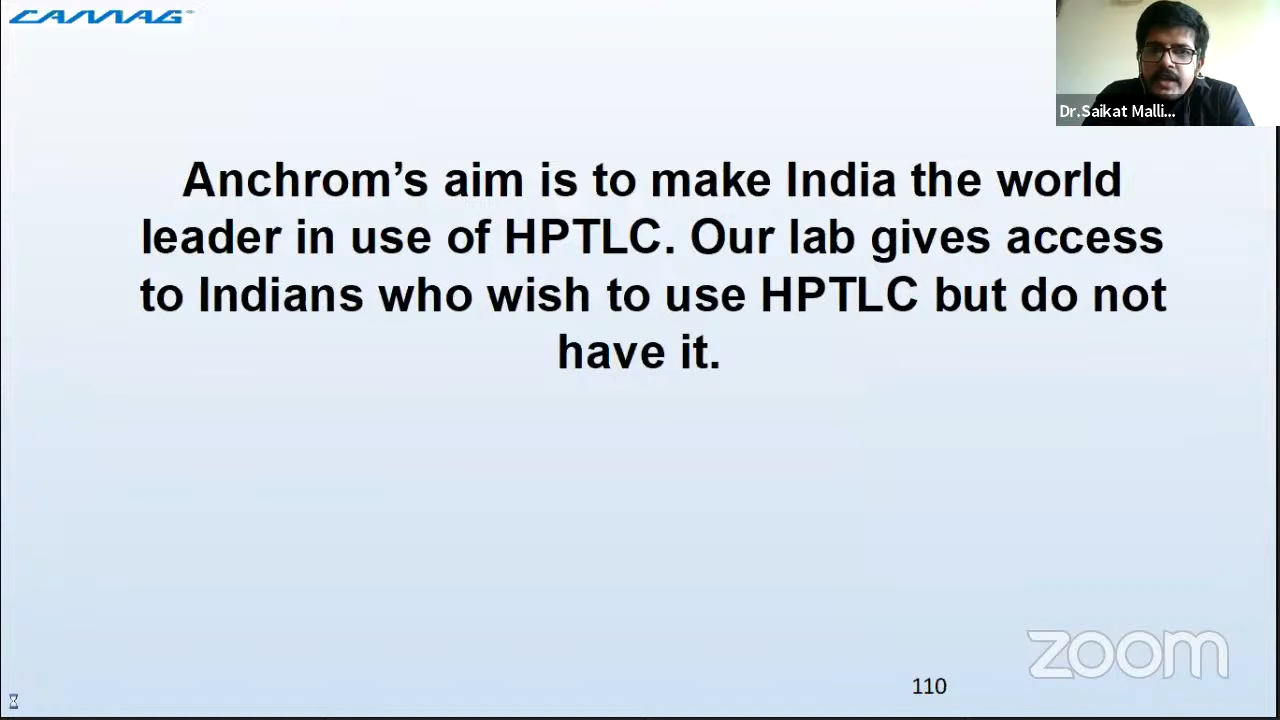 CAMAG
Dr.Saikat Malli...
Anchrom’s aim is to make India the world
leader in use of HPTLC. Our lab gives access
to Indians who wish to use HPTLC but do not
have it.
zoom
110